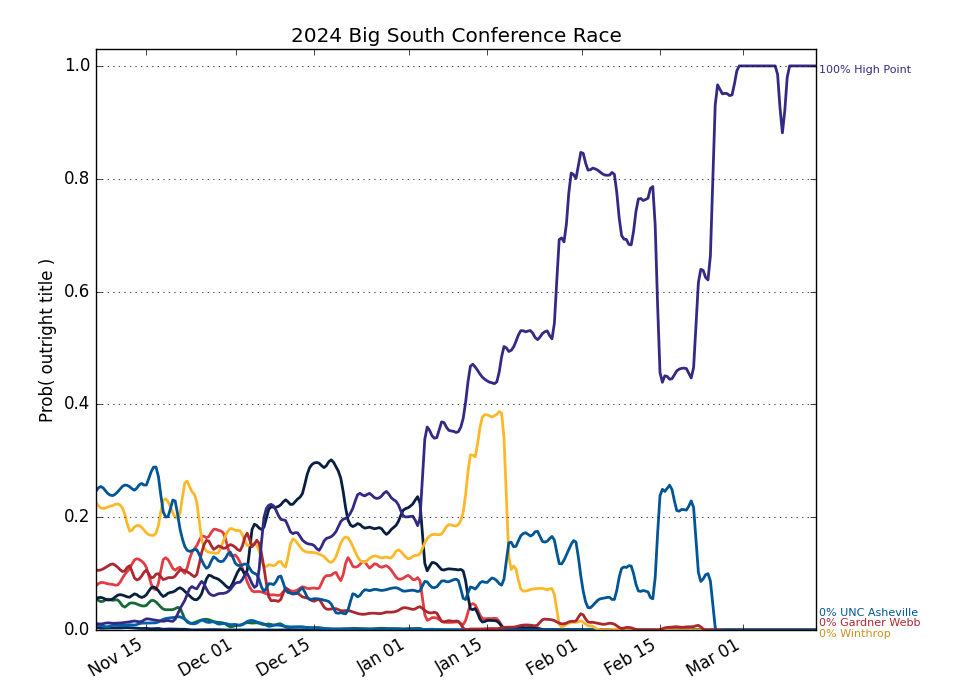 2024 Big South Conference Race
Prob( outright title )
1.0
0.8
0.6
0.4
0.2
0.0
Nov 15
Dec 01
Dec 15
Jan 01
Jan 15
Feb 01
Feb 15
Mar 01
100% High Point
0% UNC Asheville
0% Gardner Webb
0% Winthrop